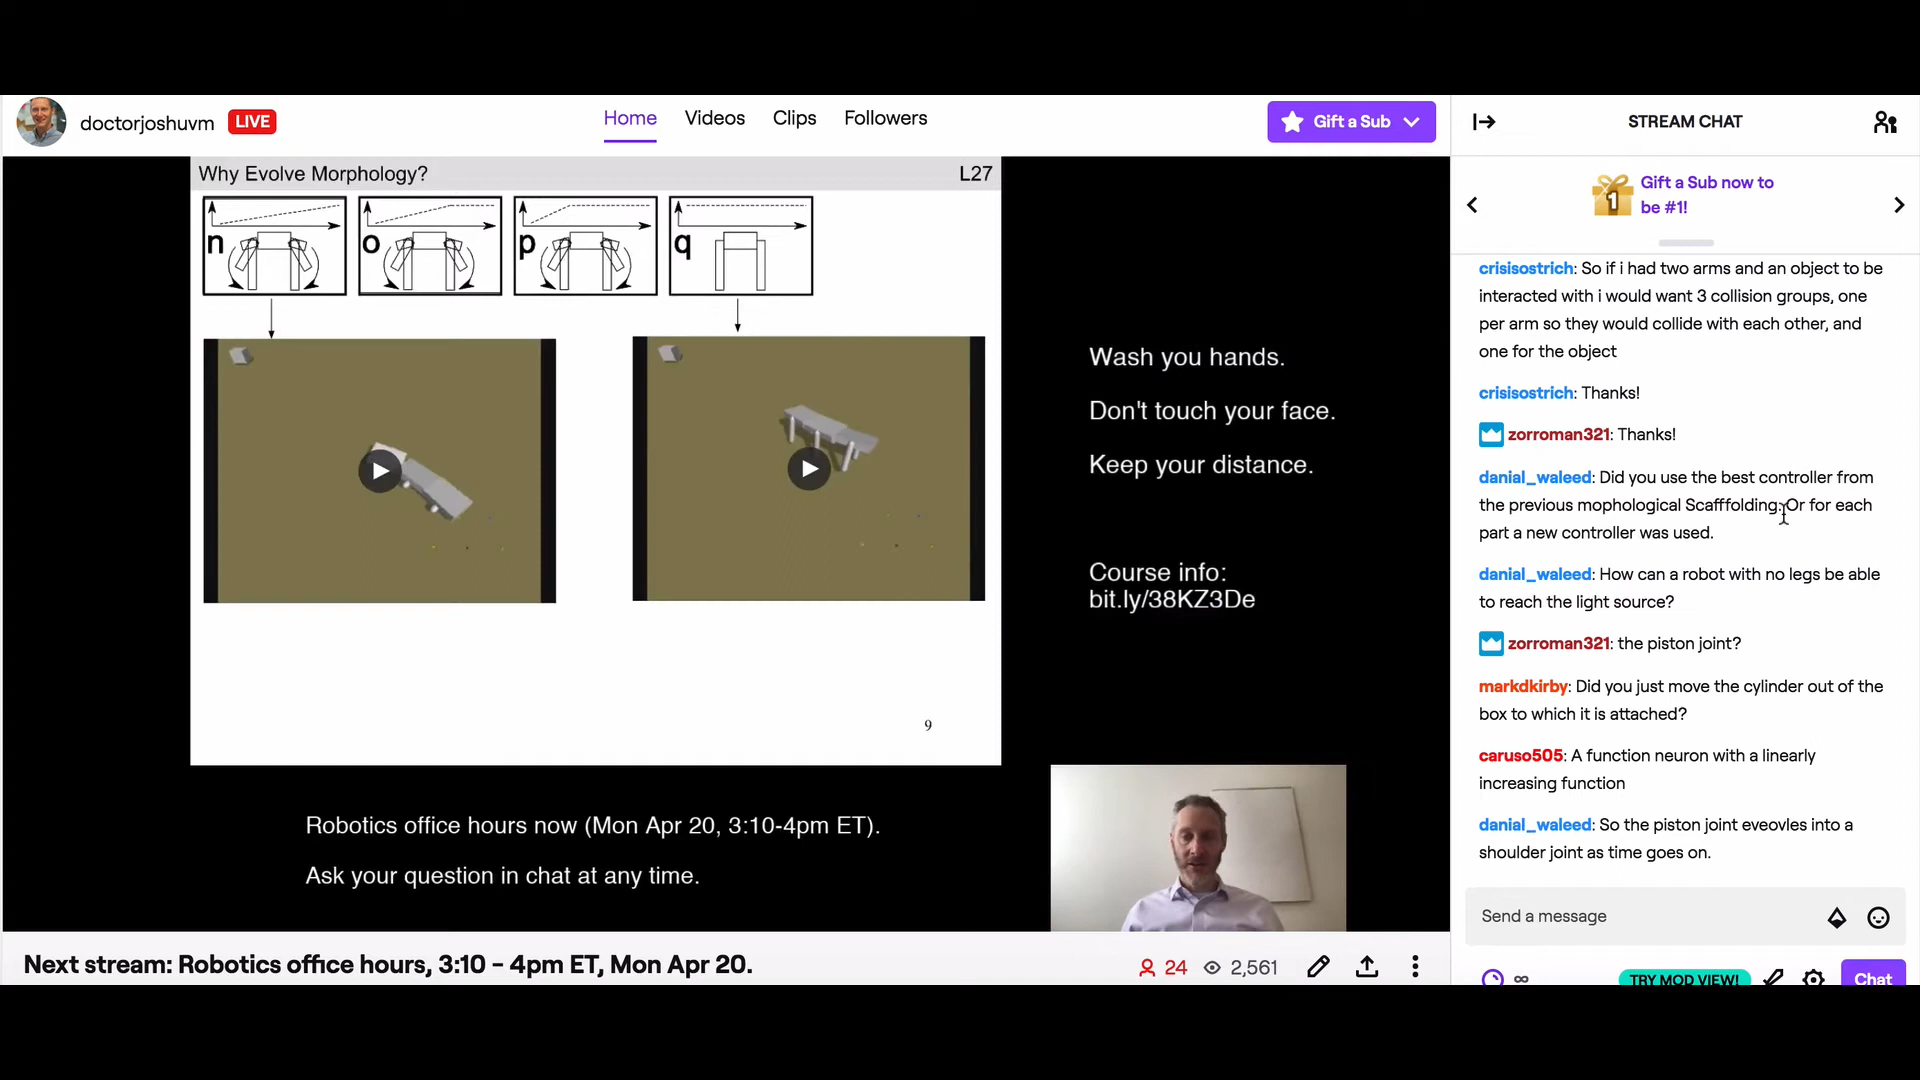 doctorjoshuvm LIVE
Home Videos Clips Followers
Gift a Sub
STREAM CHAT
Why Evolve Morphology? L27
n o p q
9
Wash you hands.
Don't touch your face.
Keep your distance.
Course info:
bit.ly/38KZ3De
Robotics office hours now (Mon Apr 20, 3:10-4pm ET).
Ask your question in chat at any time.
Next stream: Robotics office hours, 3:10 - 4pm ET, Mon Apr 20.
24 2,561
1
Gift a Sub now to
be #1!
crisisostrich: So if i had two arms and an object to be
interacted with i would want 3 collision groups, one
per arm so they would collide with each other, and
one for the object
crisisostrich: Thanks!
zorroman321: Thanks!
danial_waleed: Did you use the best controller from
the previous mophological Scafffolding. Or for each
part a new controller was used.
danial_waleed: How can a robot with no legs be able
to reach the light source?
zorroman321: the piston joint?
markdkirby: Did you just move the cylinder out of the
box to which it is attached?
caruso505: A function neuron with a linearly
increasing function
danial_waleed: So the piston joint eveovles into a
shoulder joint as time goes on.
Send a message
∞ TRY MOD VIEW! Chat